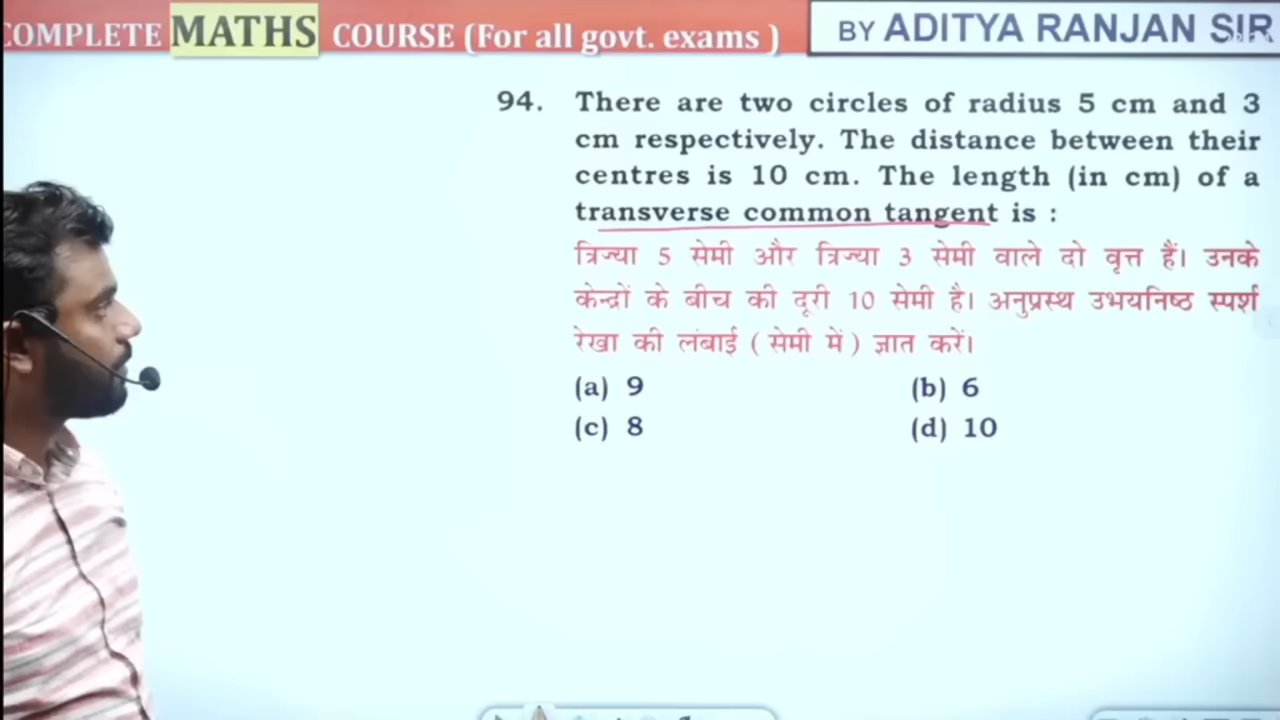 COMPLETE MATHS COURSE (For all govt. exams )
BY ADITYA RANJAN SIR
94. There are two circles of radius 5 cm and 3
cm respectively. The distance between their
centres is 10 cm. The length (in cm) of a
transverse common tangent is :
त्रिज्या 5 सेमी और त्रिज्या 3 सेमी वाले दो वृत्त हैं। उनके
केन्द्रों के बीच की दूरी 10 सेमी है। अनुप्रस्थ उभयनिष्ठ स्पर्श
रेखा की लंबाई ( सेमी में ) ज्ञात करें।
(a) 9 (b) 6
(c) 8 (d) 10